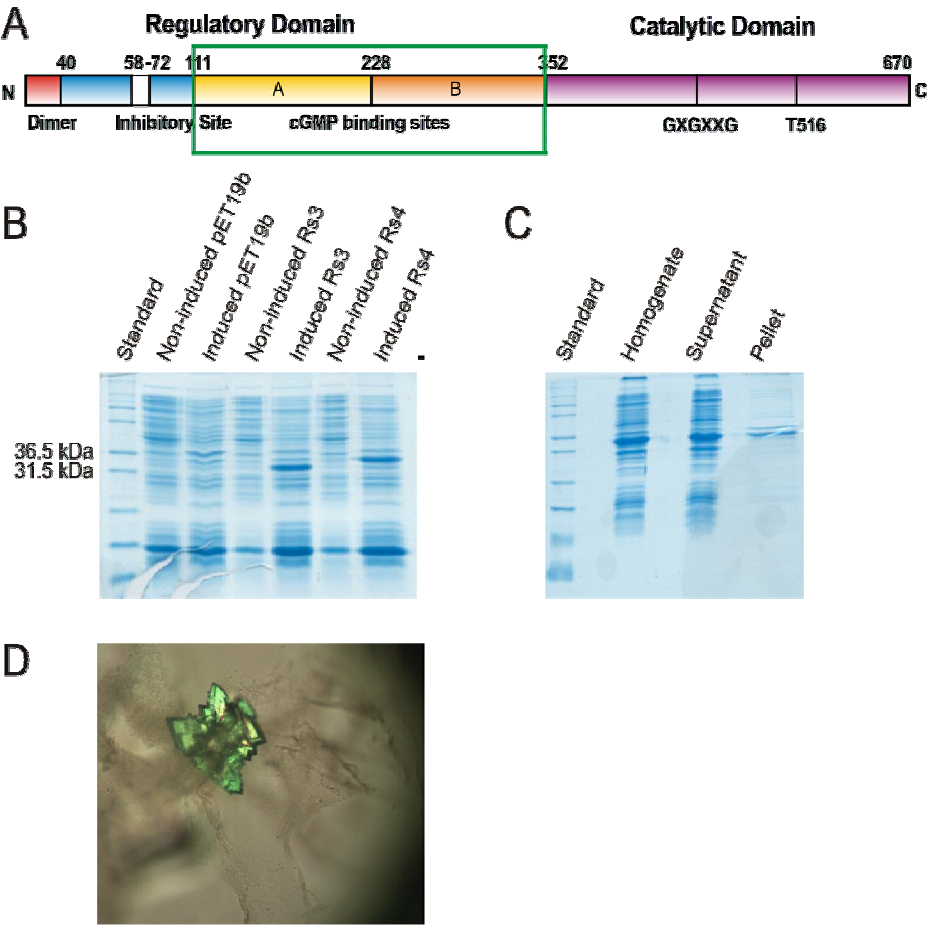 A
Regulatory Domain
Catalytic Domain
40 58-72 111 228 352 670
N A B C
Dimer Inhibitory Site cGMP binding sites GXGXXG T516
B
Standard
Non-induced pET19b
Induced pET19b
Non-induced Rs3
Induced Rs3
Non-induced Rs4
Induced Rs4
-
36.5 kDa
31.5 kDa
C
Standard
Homogenate
Supernatant
Pellet
D